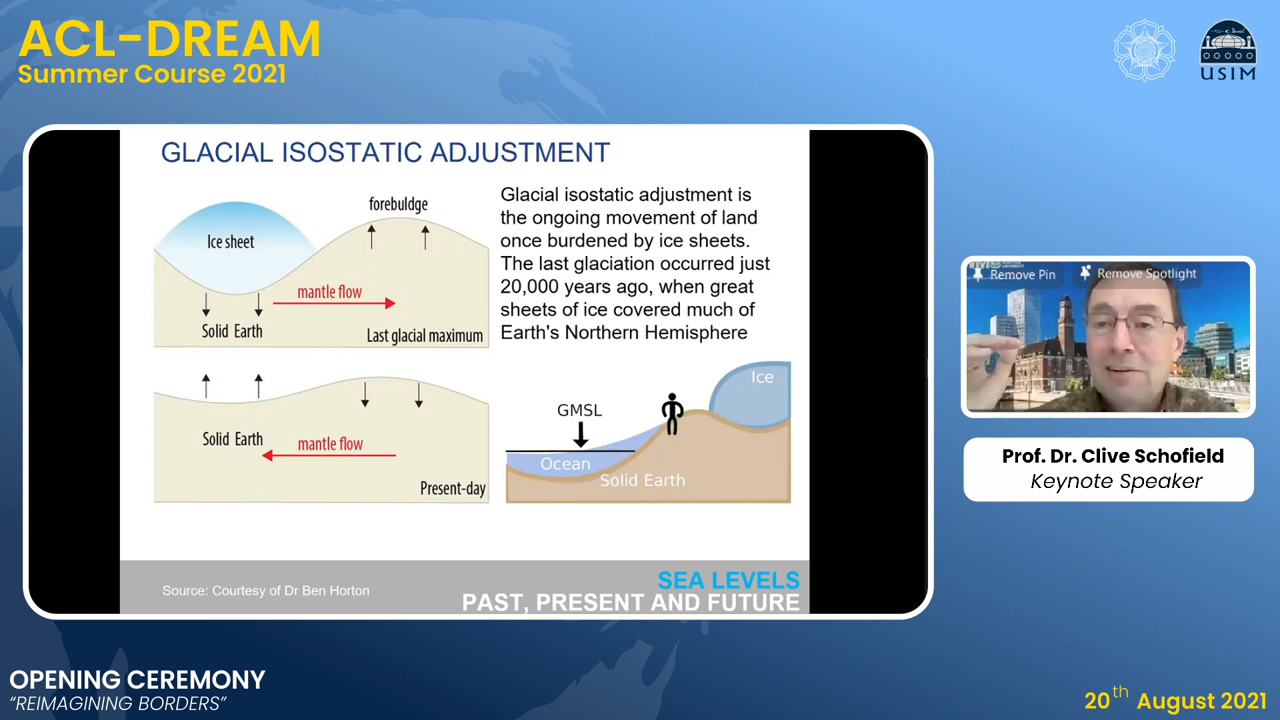 ACL-DREAM
Summer Course 2021
USIM
GLACIAL ISOSTATIC ADJUSTMENT
Ice sheet
forebuldge
mantle flow
Solid Earth
Last glacial maximum
Solid Earth
mantle flow
Present-day
Glacial isostatic adjustment is
the ongoing movement of land
once burdened by ice sheets.
The last glaciation occurred just
20,000 years ago, when great
sheets of ice covered much of
Earth's Northern Hemisphere
Ice
GMSL
Ocean
Solid Earth
Source: Courtesy of Dr Ben Horton
SEA LEVELS
PAST, PRESENT AND FUTURE
Remove Pin
Remove Spotlight
Prof. Dr. Clive Schofield
Keynote Speaker
OPENING CEREMONY
“REIMAGINING BORDERS”
20th August 2021